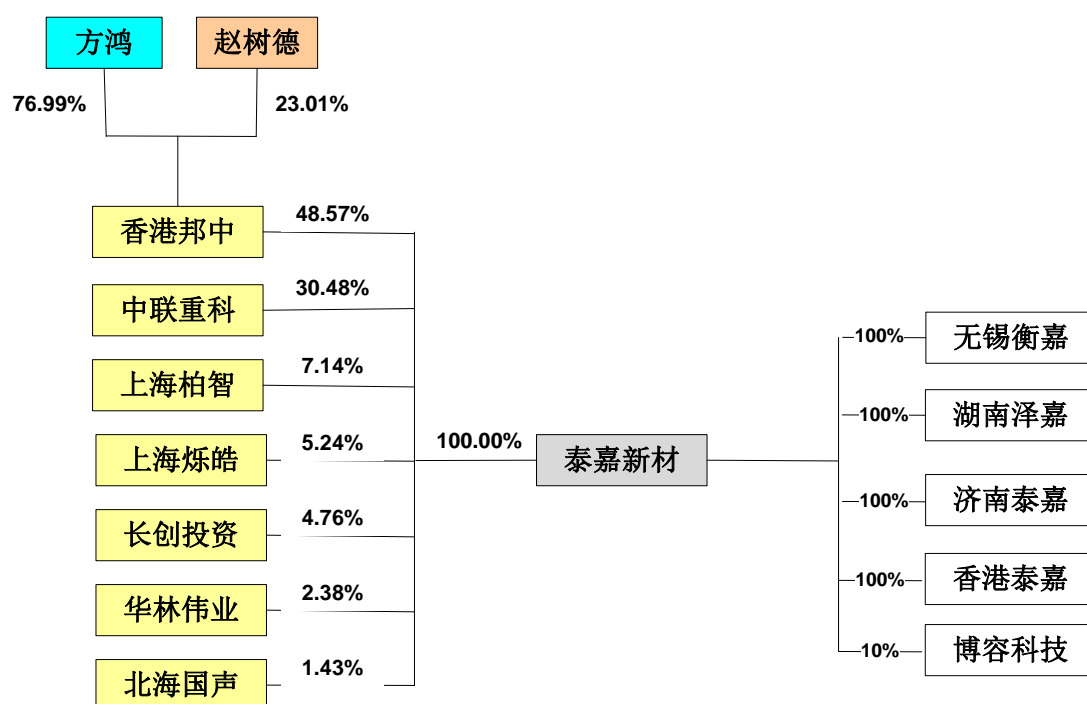 方鸿
赵树德
76.99%
23.01%
香港邦中
48.57%
中联重科
30.48%
上海柏智
7.14%
上海烁皓
5.24%
长创投资
4.76%
华林伟业
2.38%
北海国声
1.43%
100.00%
泰嘉新材
100%
无锡衡嘉
100%
湖南泽嘉
100%
济南泰嘉
100%
香港泰嘉
10%
博容科技